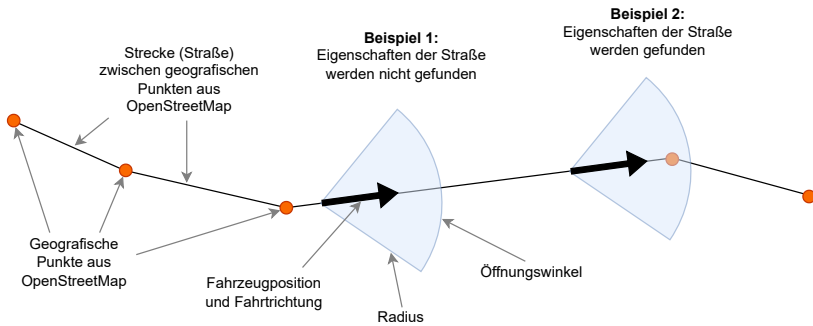 Strecke (Straße)
zwischen geografischen
Punkten aus
OpenStreetMap
Beispiel 1:
Eigenschaften der Straße
werden nicht gefunden
Beispiel 2:
Eigenschaften der Straße
werden gefunden
Geografische
Punkte aus
OpenStreetMap
Fahrzeugposition
und Fahrtrichtung
Radius
Öffnungswinkel